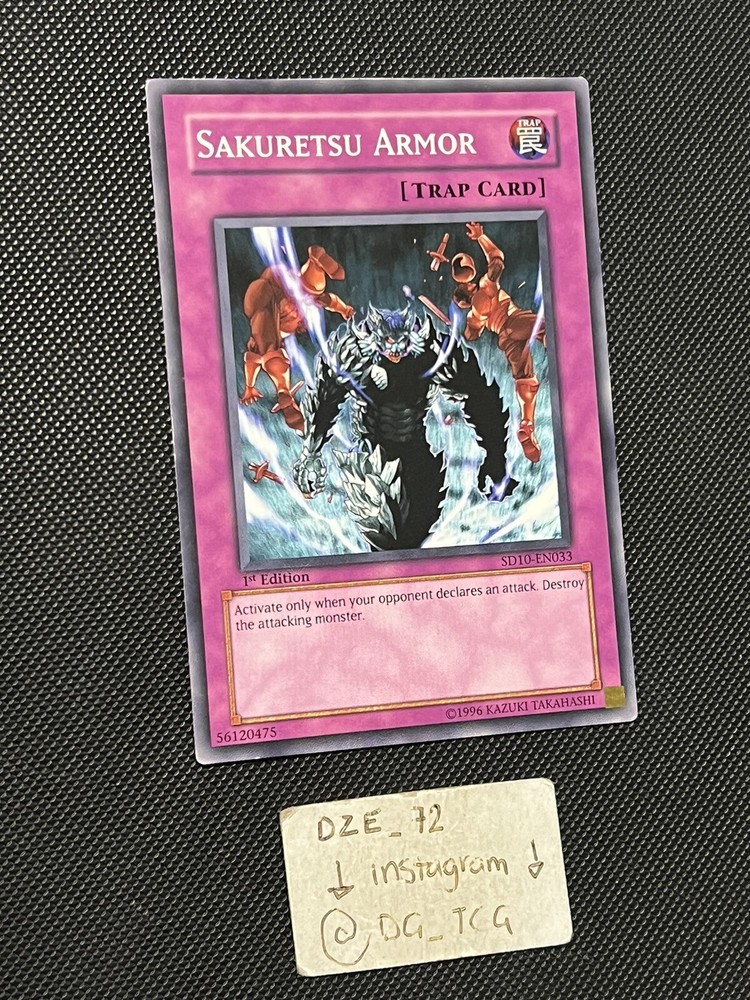 SAKURETSU ARMOR
TRAP
罠
[TRAP CARD]
SD10-EN033
1st Edition
Activate only when your opponent declares an attack. Destroy
the attacking monster.
©1996 KAZUKI TAKAHASHI
56120475
DZE_72
↓ instagram ↓
@DG_TCG